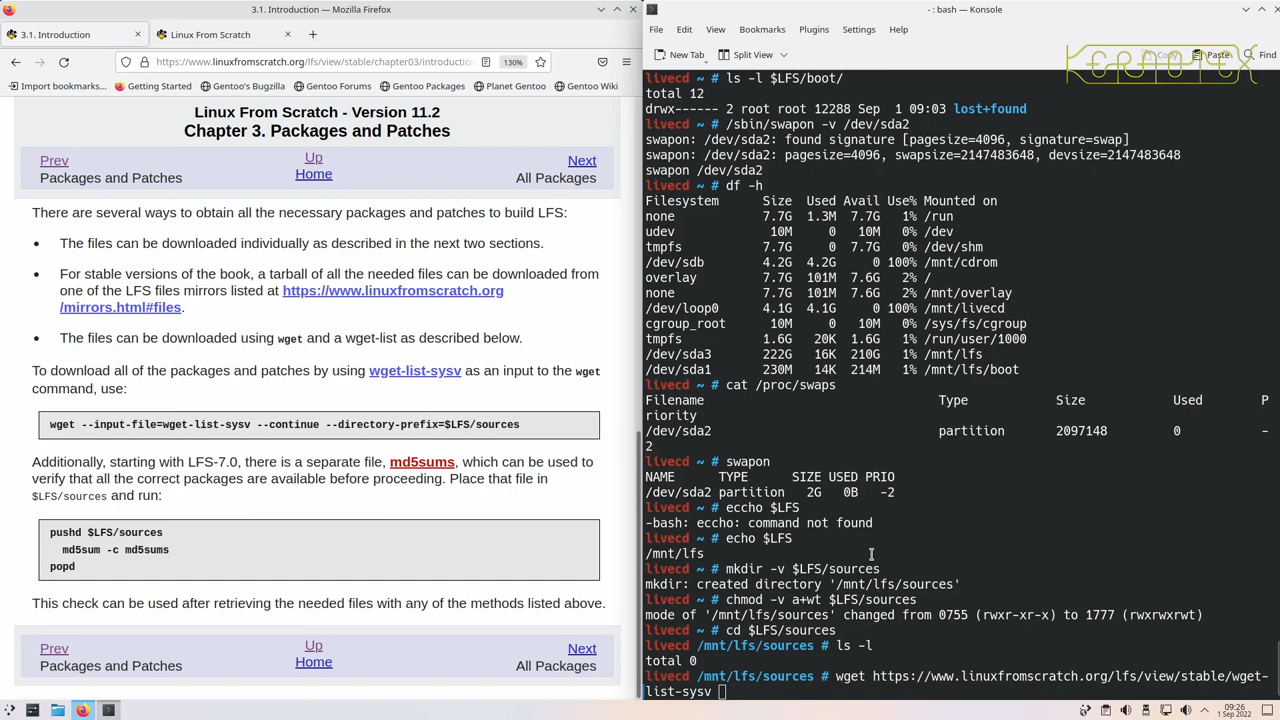 3.1. Introduction — Mozilla Firefox
3.1. Introduction
Linux From Scratch
https://www.linuxfromscratch.org/lfs/view/stable/chapter03/introduc
130%
Import bookmarks...
Getting Started
Gentoo's Bugzilla
Gentoo Forums
Gentoo Packages
Planet Gentoo
Gentoo Wiki
Linux From Scratch - Version 11.2
Chapter 3. Packages and Patches
Prev
Up
Next
Packages and Patches
Home
All Packages
There are several ways to obtain all the necessary packages and patches to build LFS:
The files can be downloaded individually as described in the next two sections.
For stable versions of the book, a tarball of all the needed files can be downloaded from
one of the LFS files mirrors listed at https://www.linuxfromscratch.org
/mirrors.html#files.
The files can be downloaded using wget and a wget-list as described below.
To download all of the packages and patches by using wget-list-sysv as an input to the wget
command, use:
wget --input-file=wget-list-sysv --continue --directory-prefix=$LFS/sources
Additionally, starting with LFS-7.0, there is a separate file, md5sums, which can be used to
verify that all the correct packages are available before proceeding. Place that file in
$LFS/sources and run:
pushd $LFS/sources
md5sum -c md5sums
popd
This check can be used after retrieving the needed files with any of the methods listed above.
Prev
Up
Next
Packages and Patches
Home
All Packages
- : bash — Konsole
File Edit View Bookmarks Plugins Settings Help
New Tab
Split View
Copy
Paste
Find
KERNOTEX
livecd ~ # ls -l $LFS/boot/
total 12
drwx------ 2 root root 12288 Sep  1 09:03 lost+found
livecd ~ # /sbin/swapon -v /dev/sda2
swapon: /dev/sda2: found signature [pagesize=4096, signature=swap]
swapon: /dev/sda2: pagesize=4096, swapsize=2147483648, devsize=2147483648
swapon /dev/sda2
livecd ~ # df -h
Filesystem      Size  Used Avail Use% Mounted on
none            7.7G  1.3M  7.7G   1% /run
udev             10M     0   10M   0% /dev
tmpfs           7.7G     0  7.7G   0% /dev/shm
/dev/sdb        4.2G  4.2G     0 100% /mnt/cdrom
overlay         7.7G  101M  7.6G   2% /
none            7.7G  101M  7.6G   2% /mnt/overlay
/dev/loop0      4.1G  4.1G     0 100% /mnt/livecd
cgroup_root      10M     0   10M   0% /sys/fs/cgroup
tmpfs           1.6G   20K  1.6G   1% /run/user/1000
/dev/sda3       222G   16K  210G   1% /mnt/lfs
/dev/sda1       230M   14K  214M   1% /mnt/lfs/boot
livecd ~ # cat /proc/swaps
Filename Type Size Used P
riority
/dev/sda2 partition 2097148 0 -
2
livecd ~ # swapon
NAME      TYPE      SIZE USED PRIO
/dev/sda2 partition   2G   0B   -2
livecd ~ # eccho $LFS
-bash: eccho: command not found
livecd ~ # echo $LFS
/mnt/lfs
livecd ~ # mkdir -v $LFS/sources
mkdir: created directory '/mnt/lfs/sources'
livecd ~ # chmod -v a+wt $LFS/sources
mode of '/mnt/lfs/sources' changed from 0755 (rwxr-xr-x) to 1777 (rwxrwxrwt)
livecd ~ # cd $LFS/sources
livecd /mnt/lfs/sources # ls -l
total 0
livecd /mnt/lfs/sources # wget https://www.linuxfromscratch.org/lfs/view/stable/wget-
list-sysv
09:26
1 Sep 2022